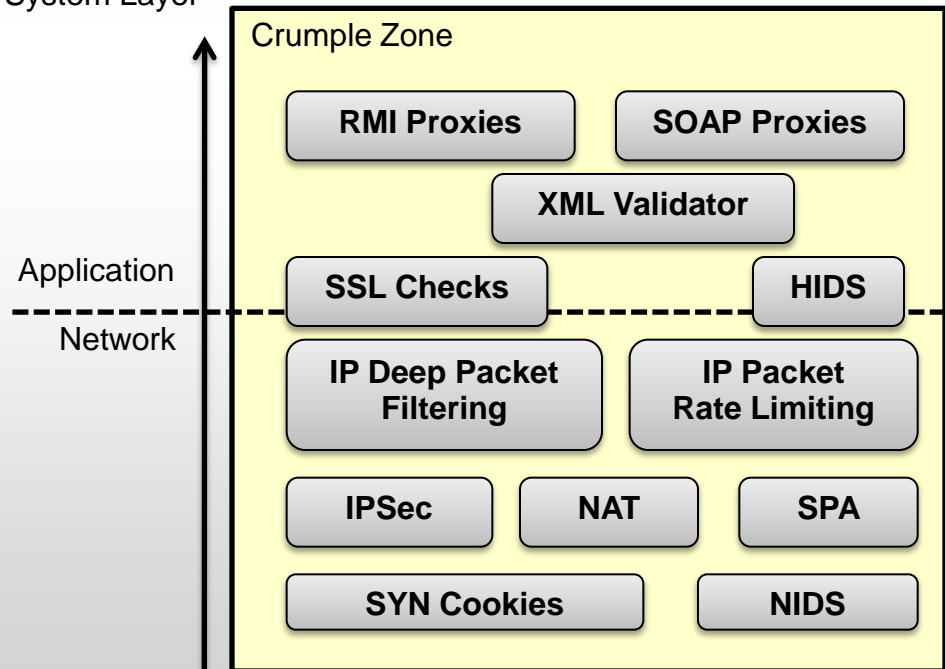 System Layer
Crumple Zone
RMI Proxies
SOAP Proxies
XML Validator
Application
SSL Checks
HIDS
Network
IP Deep Packet
Filtering
IP Packet
Rate Limiting
IPSec
NAT
SPA
SYN Cookies
NIDS